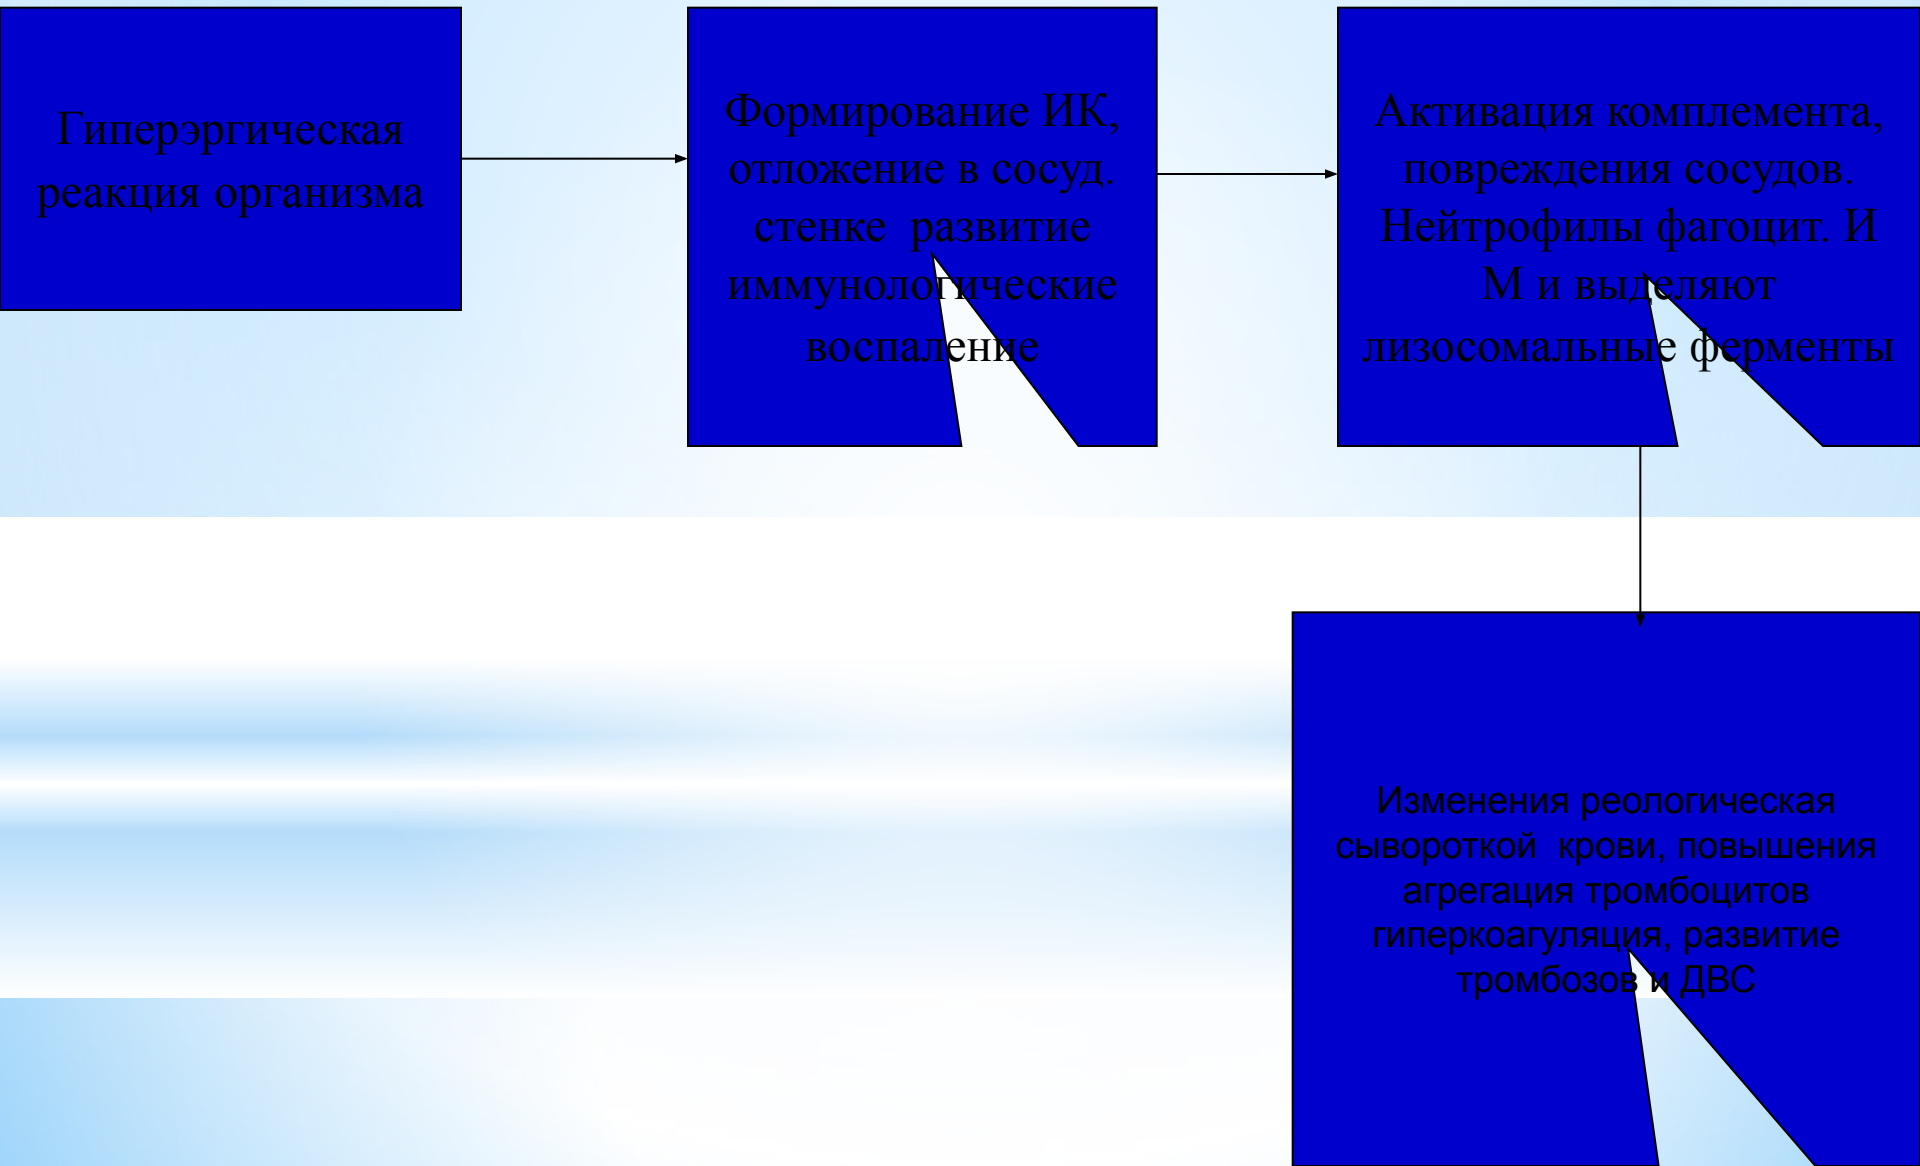 Гиперэргическая
реакция организма
Формирование ИК,
отложение в сосуд.
стенке развитие
иммунологические
воспаление
Активация комплемента,
повреждения сосудов.
Нейтрофилы фагоцит. И
М и выделяют
лизосомальные ферменты
Изменения реологическая
сывороткой крови, повышения
агрегация тромбоцитов
гиперкоагуляция, развитие
тромбозов и ДВС